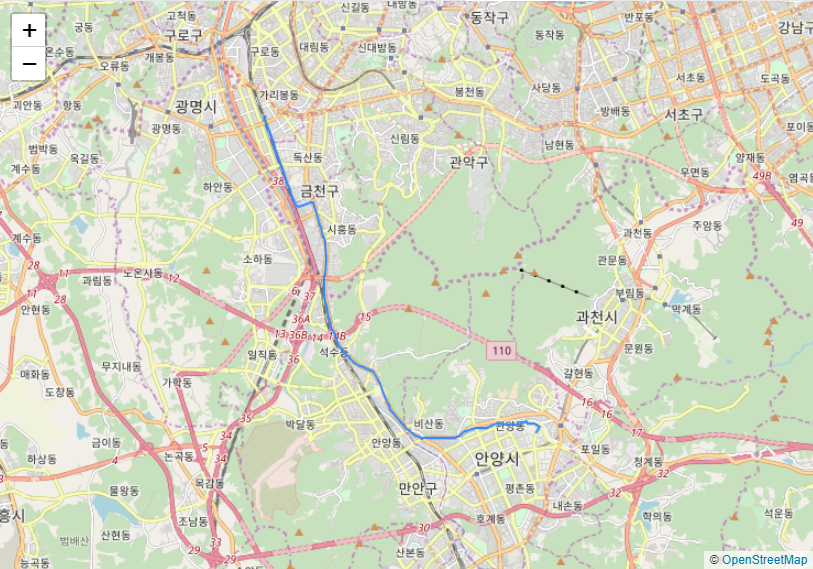 +
−
신길동
대방동
동작구
고척동
구로구
궁동
온수동
개봉동
오류동
구로동
대림동
신대방동
동작동
반포동
강남구
사당동
서초동
도곡동
가리봉동
봉천동
방배동
서초구
포이동
괴안동
항동
광명시
광명동
범박동
옥길동
계수동
독산동
신림동
관악구
남현동
양재동
우면동
염곡동
49B
49
하안동
38
금천구
시흥동
계수동
소하동
과천동
주암동
관문동
28
11
11
도온사동
12
과림동
28
안현동
6
37
부림동
막계동
과천시
36A
13
36B
14
14B
15
36
일직동
석수동
110
문원동
갈현동
무지내동
매화동
도창동
가학동
16
16
17
35
34
34
박달동
안양동
비산동
관양동
안양시
포일동
청계동
32
32
금이동
하상동
논곡동
목감동
물왕동
만안구
평촌동
내손동
호계동
학의동
석운동
흥시
산현동
조남동
범배산
30
29
29
28
산본동
능곡동
© OpenStreetMap